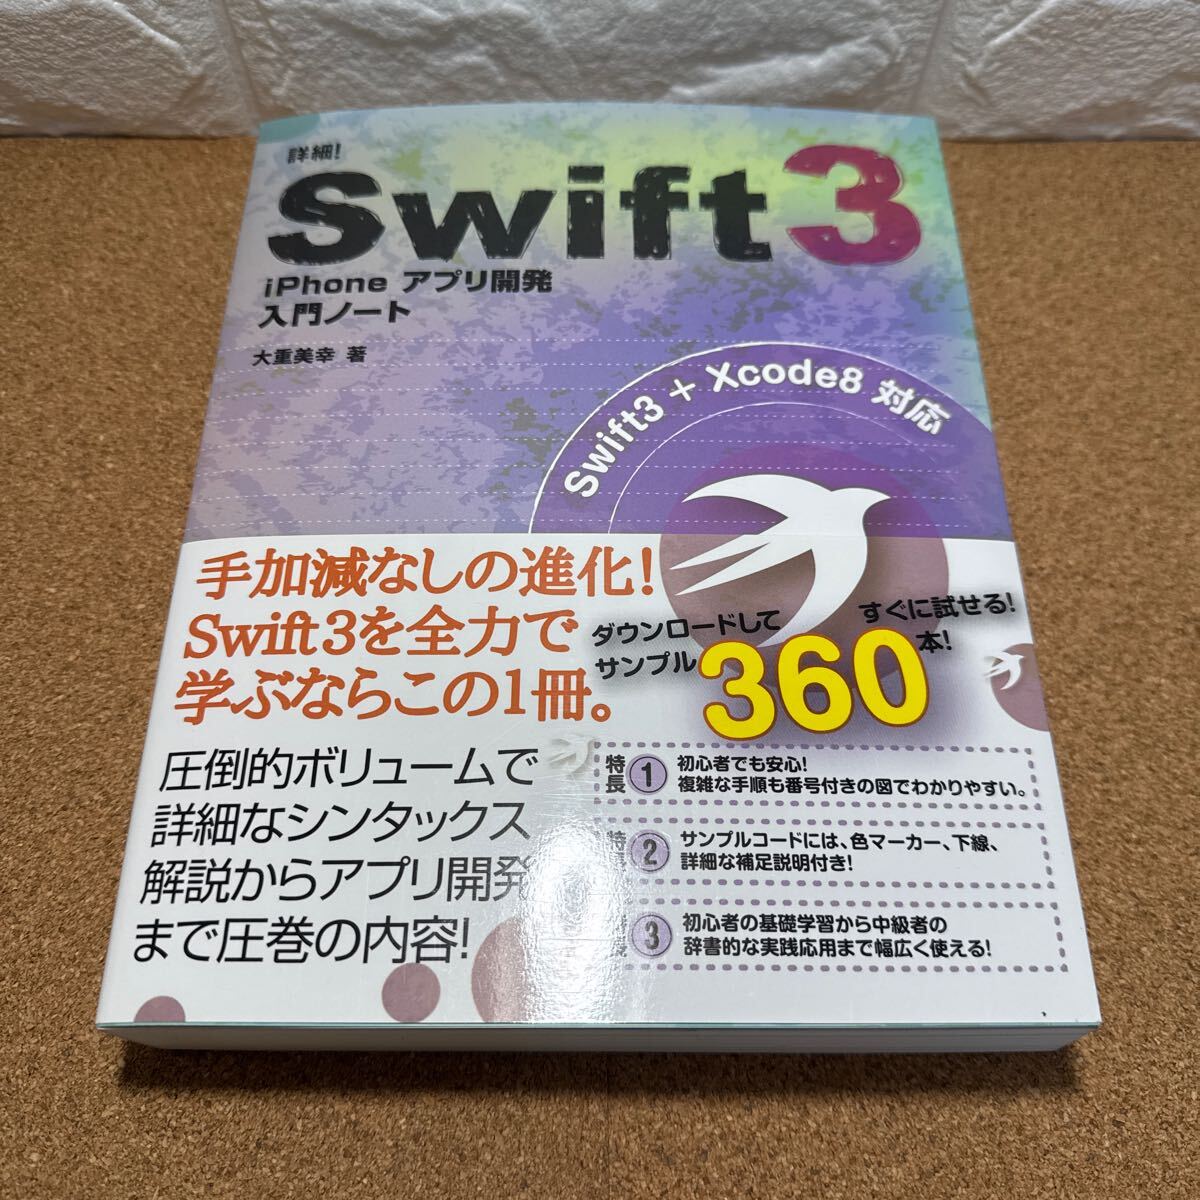 詳細!
Swift3
iPhone アプリ開発
入門ノート
大重美幸 著
Swift3 + Xcode8 対応
手加減なしの進化!
Swift3を全力で
学ぶならこの1冊。
圧倒的ボリュームで
詳細なシンタックス
解説からアプリ開発
まで圧巻の内容!
ダウンロードして
すぐに試せる!
サンプル360本!
特長
1
初心者でも安心!
複雑な手順も番号付きの図でわかりやすい。
特長
2
サンプルコードには、色マーカー、下線、
詳細な補足説明付き!
3
初心者の基礎学習から中級者の
辞書的な実践応用まで幅広く使える!